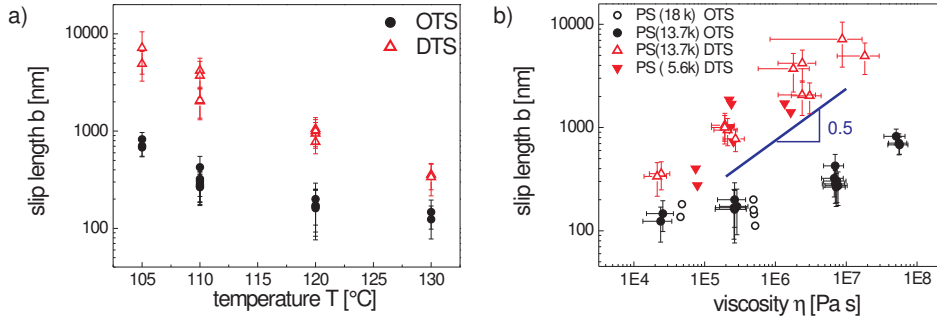 a)
OTS
DTS
10000
1000
100
slip length b [nm]
105 110 115 120 125 130
temperature T [°C]
b)
PS (18 k) OTS
PS(13.7k) OTS
PS(13.7k) DTS
PS ( 5.6k) DTS
0.5
10000
1000
100
slip length b [nm]
1E4 1E5 1E6 1E7 1E8
viscosity η [Pa s]